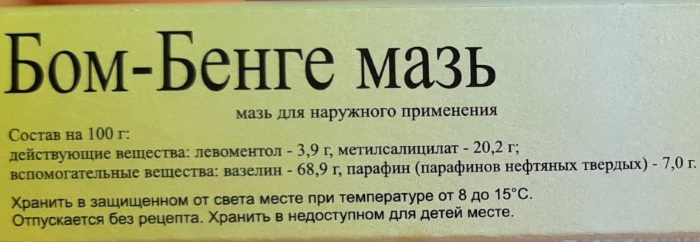 Бом-Бенге мазь
мазь для наружного применения
Состав на 100 г:
действующие вещества: левоментол - 3,9 г, метилсалицилат - 20,2 г;
вспомогательные вещества: вазелин - 68,9 г, парафин (парафинов нефтяных твердых) - 7,0 г.
Хранить в защищенном от света месте при температуре от 8 до 15°С.
Отпускается без рецепта. Хранить в недоступном для детей месте.